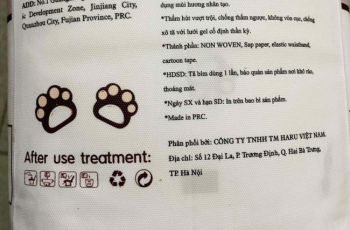 ADD: No.1
ic Development Zone, Jinjiang City,
Quanzhou City, Fujian Province, PRC.
After use treatment:
dụng mùi hương nhân tạo.
*Thấm hút vượt trội, chống thấm ngược, không vón cục, chống
xô tã với lưới gel cố định thần kỳ.
*Thành phần: NON WOVEN, Sap paper, elastic waistband,
cartoon tape.
*HDSD: Tã bỉm dùng 1 lần, bảo quản sản phẩm nơi khô ráo,
thoáng mát.
*Ngày SX và hạn SD: In trên bao bì sản phẩm.
*Made in PRC.
Phân phối bởi: CÔNG TY TNHH TM HARU VIỆT NAM.
Địa chỉ: Số 12 Đại La, P. Trương Định, Q. Hai Bà Trưng,
TP. Hà Nội